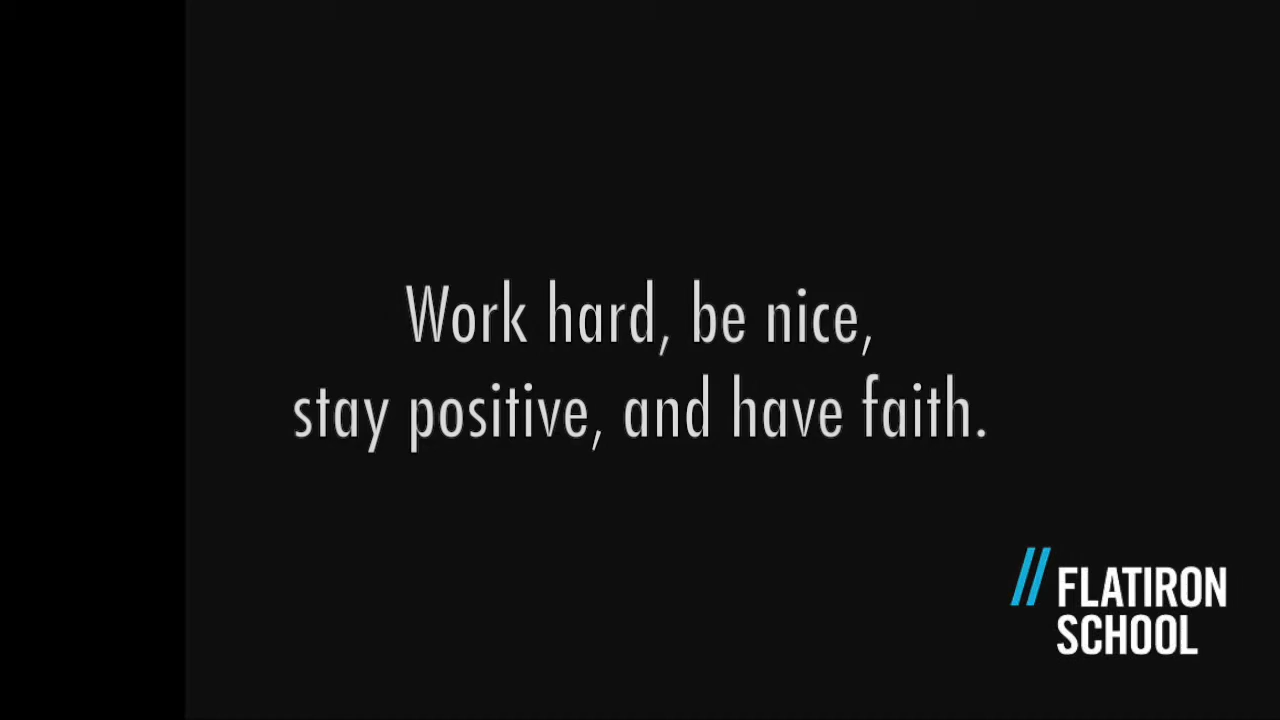 Work hard, be nice,
stay positive, and have faith.
// FLATIRON
SCHOOL